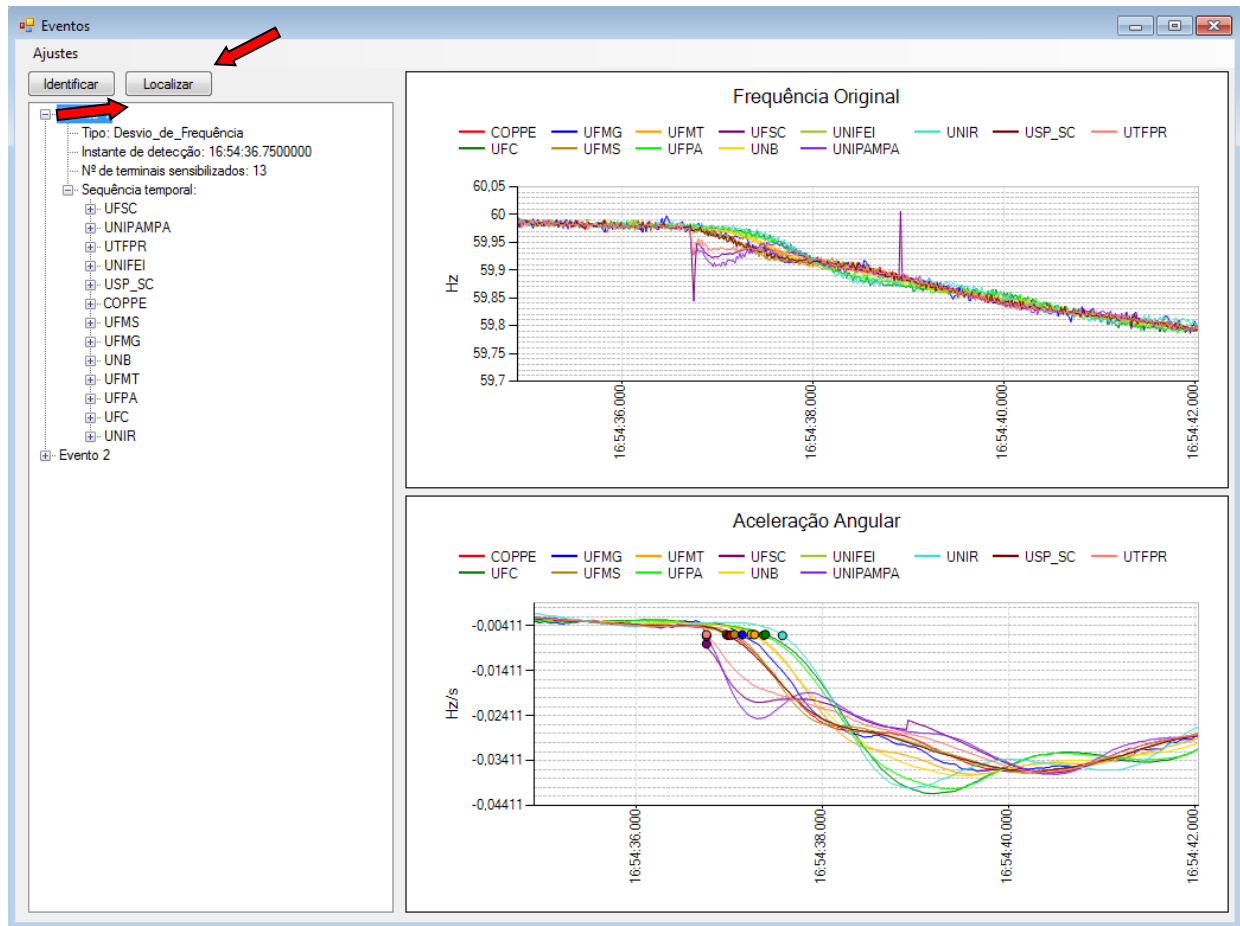 Eventos
Ajustes
Identificar Localizar
Tipo: Desvio_de_Frequência
Instante de detecção: 16:54:36.7500000
Nº de teminais sensibilizados: 13
Sequência temporal:
UFSC
UNIPAMPA
UTFPR
UNIFEI
USP_SC
COPPE
UFMS
UFMG
UNB
UFMT
UFPA
UFC
UNIR
Evento 2
Frequência Original
COPPE UFMG UFMT UFSC UNIFEI UNIR USP_SC UTFPR
UFC UFMS UFPA UNB UNIPAMPA
60,05
60
59,95
59,9
59,85
59,8
59,75
59,7
Hz
16:54:36.000
16:54:38.000
16:54:40.000
16:54:42.000
Aceleração Angular
COPPE UFMG UFMT UFSC UNIFEI UNIR USP_SC UTFPR
UFC UFMS UFPA UNB UNIPAMPA
-0,00411
-0,01411
-0,02411
-0,03411
-0,04411
Hz/s
16:54:36.000
16:54:38.000
16:54:40.000
16:54:42.000